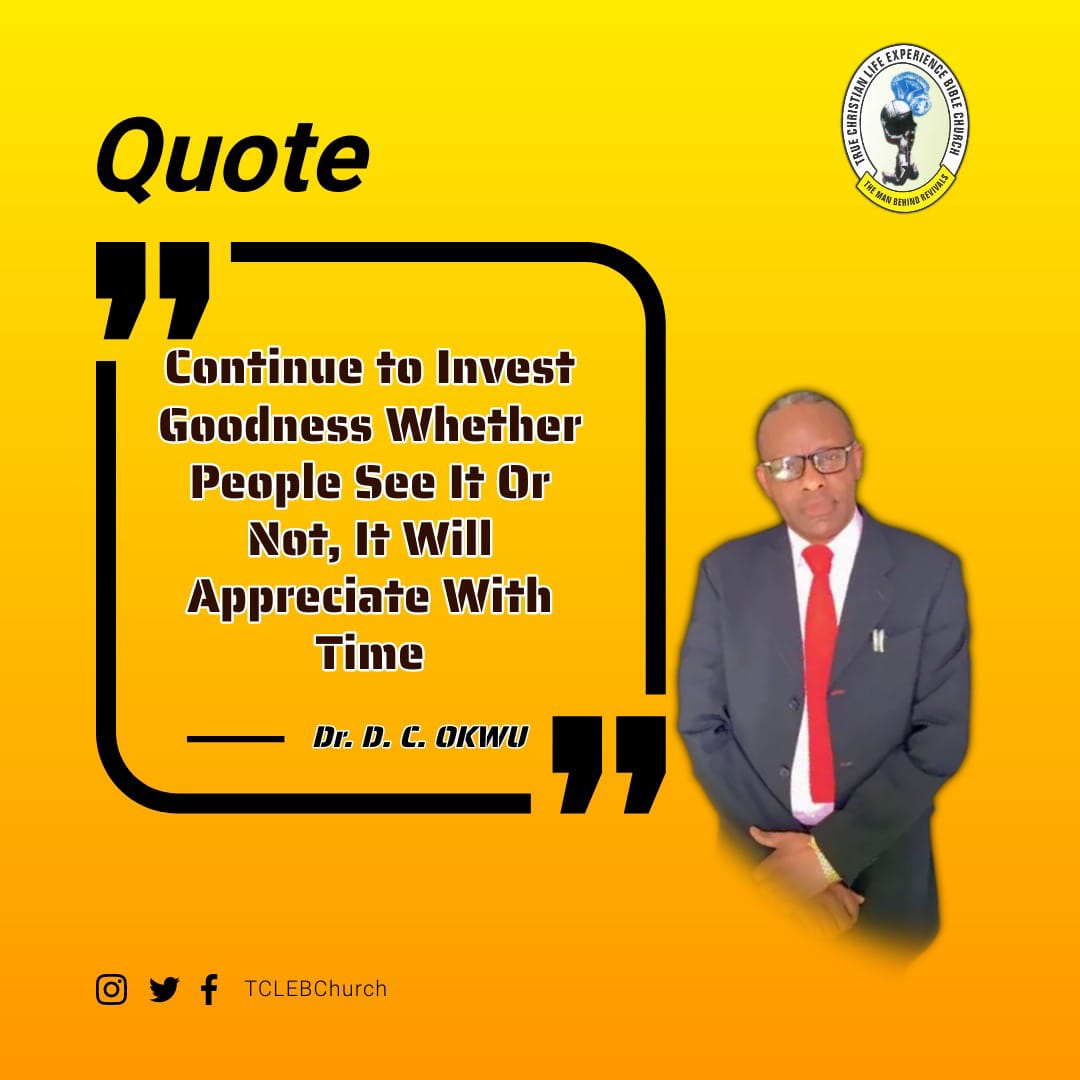 TRUE CHRISTIAN LIFE EXPERIENCE BIBLE CHURCH
THE MAN BEHIND REVIVALS
Quote
Continue to Invest
Goodness Whether
People See It Or
Not, It Will
Appreciate With
Time
Dr. D. C. OKWU
TCLEBChurch